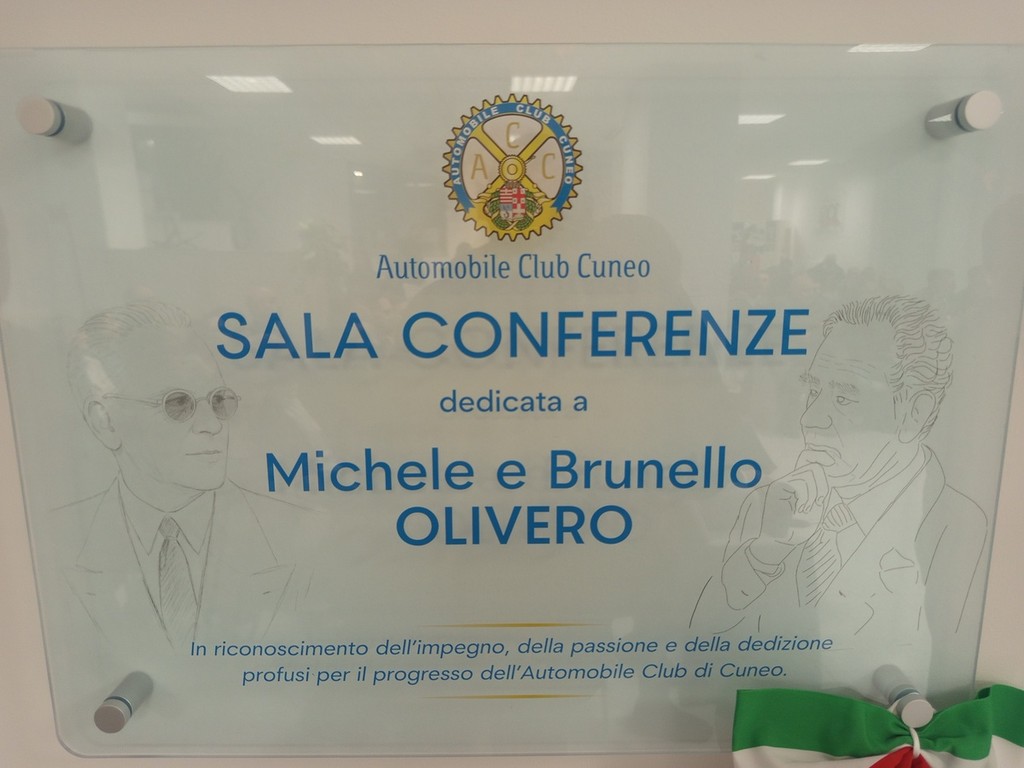 AUTOMOBILE CLUB CUNEO
A C C
Automobile Club Cuneo
SALA CONFERENZE
dedicata a
Michele e Brunello
OLIVERO
In riconoscimento dell'impegno, della passione e della dedizione
profusi per il progresso dell'Automobile Club di Cuneo.